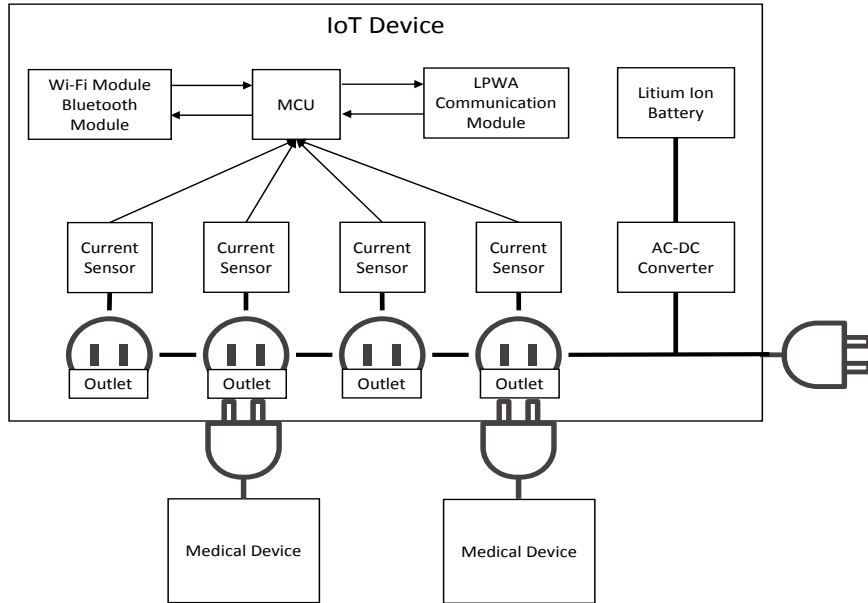 IoT Device
Wi-Fi Module
Bluetooth
Module
MCU
LPWA
Communication
Module
Litium Ion
Battery
Current
Sensor
Current
Sensor
Current
Sensor
Current
Sensor
AC-DC
Converter
Outlet
Outlet
Outlet
Outlet
Medical Device
Medical Device